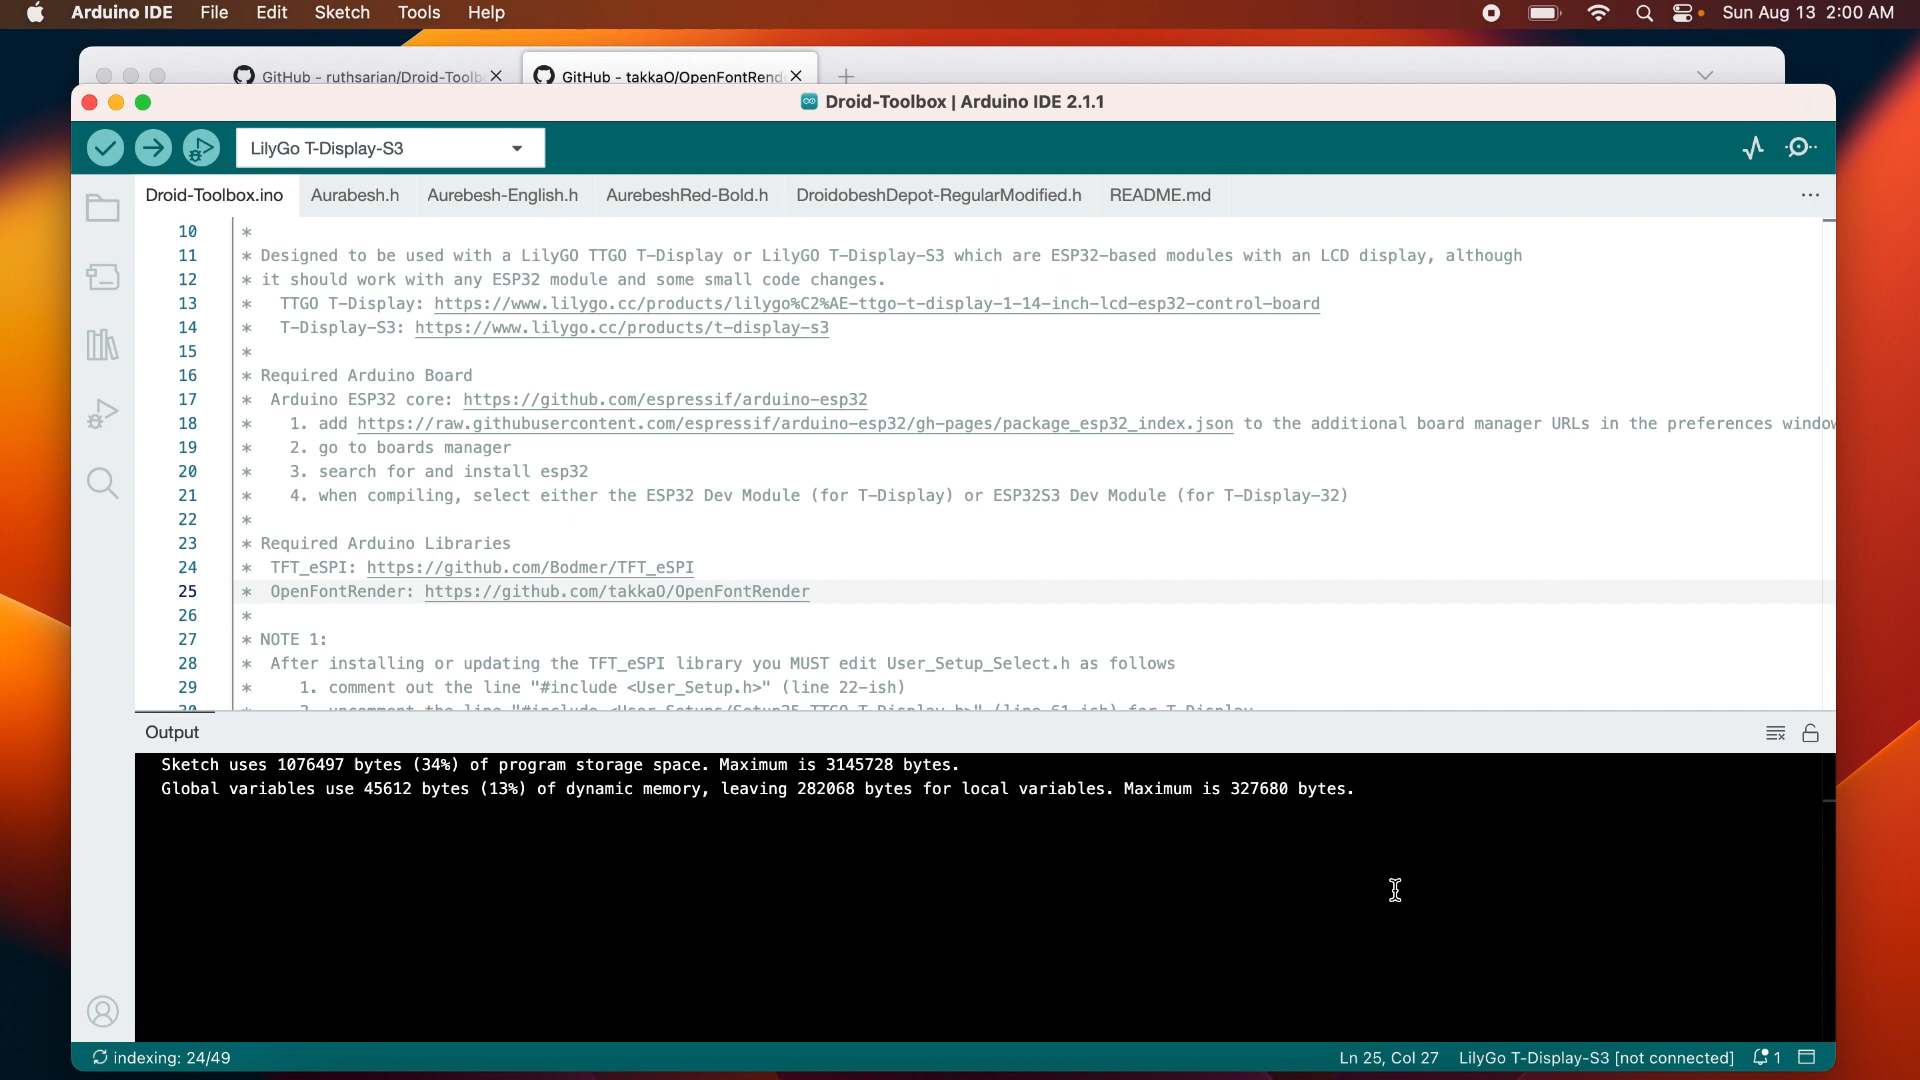 Arduino IDE File Edit Sketch Tools Help Sun Aug 13 2:00 AM
GitHub - ruthsarian/Droid-Toolb GitHub - takkaO/OpenFontRend
Droid-Toolbox | Arduino IDE 2.1.1
LilyGo T-Display-S3
Droid-Toolbox.ino Aurabesh.h Aurebesh-English.h AurebeshRed-Bold.h DroidobeshDepot-RegularModified.h README.md
10 *
11 * Designed to be used with a LilyGO TTGO T-Display or LilyGO T-Display-S3 which are ESP32-based modules with an LCD display, although
12 * it should work with any ESP32 module and some small code changes.
13 * TTGO T-Display: https://www.lilygo.cc/products/lilygo%C2%AE-ttgo-t-display-1-14-inch-lcd-esp32-control-board
14 * T-Display-S3: https://www.lilygo.cc/products/t-display-s3
15 *
16 * Required Arduino Board
17 * Arduino ESP32 core: https://github.com/espressif/arduino-esp32
18 * 1. add https://raw.githubusercontent.com/espressif/arduino-esp32/gh-pages/package_esp32_index.json to the additional board manager URLs in the preferences window
19 * 2. go to boards manager
20 * 3. search for and install esp32
21 * 4. when compiling, select either the ESP32 Dev Module (for T-Display) or ESP32S3 Dev Module (for T-Display-32)
22 *
23 * Required Arduino Libraries
24 * TFT_eSPI: https://github.com/Bodmer/TFT_eSPI
25 * OpenFontRender: https://github.com/takkaO/OpenFontRender
26 *
27 * NOTE 1:
28 * After installing or updating the TFT_eSPI library you MUST edit User_Setup_Select.h as follows
29 * 1. comment out the line "#include <User_Setup.h>" (line 22-ish)
30 * 2. uncomment the line "#include <User_Setups/Setup25_TTGO_T_Display.h>" (line 61-ish) for T-Display
Output
Sketch uses 1076497 bytes (34%) of program storage space. Maximum is 3145728 bytes.
Global variables use 45612 bytes (13%) of dynamic memory, leaving 282068 bytes for local variables. Maximum is 327680 bytes.
indexing: 24/49 Ln 25, Col 27 LilyGo T-Display-S3 [not connected] 1